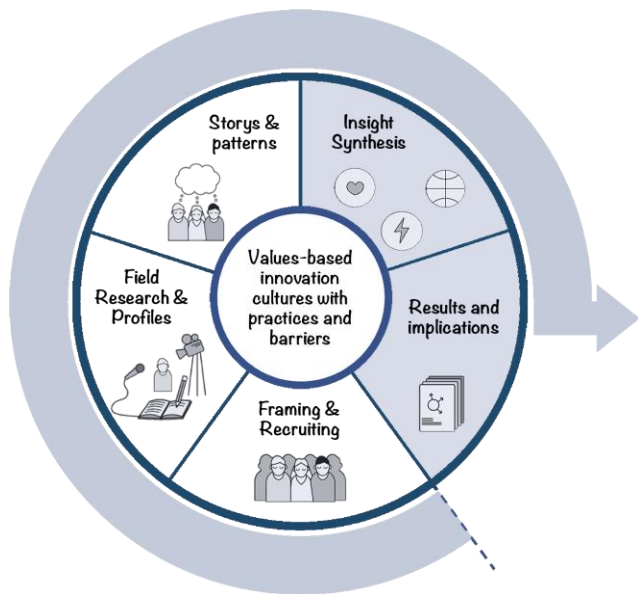 Storys &
patterns
Insight
Synthesis
Field
Research &
Profiles
Values-based
innovation
cultures with
practices and
barriers
Results and
implications
Framing &
Recruiting